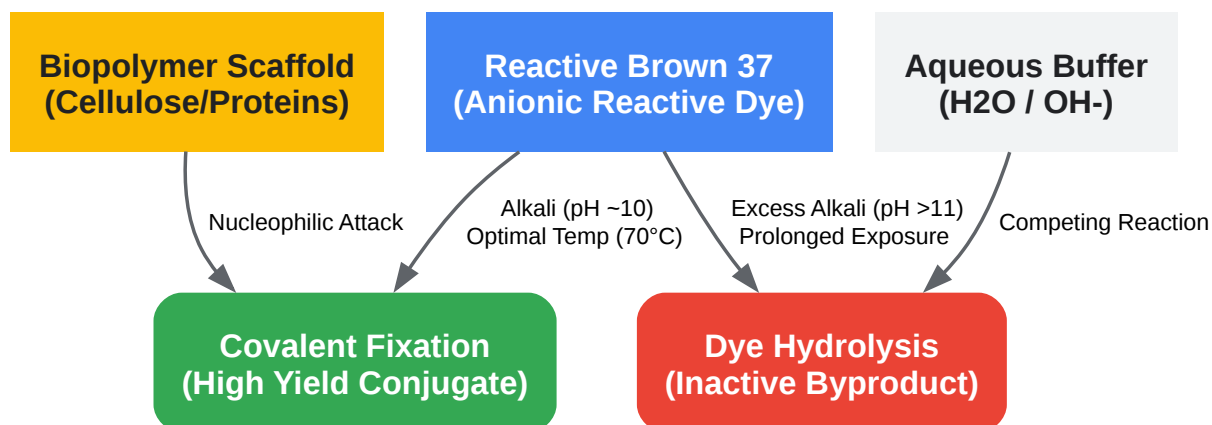 Biopolymer Scaffold
(Cellulose/Proteins)
Reactive Brown 37
(Anionic Reactive Dye)
Aqueous Buffer
(H2O / OH-)
Nucleophilic Attack
Alkali (pH ~10)
Optimal Temp (70°C)
Excess Alkali (pH >11)
Prolonged Exposure
Competing Reaction
Covalent Fixation
(High Yield Conjugate)
Dye Hydrolysis
(Inactive Byproduct)